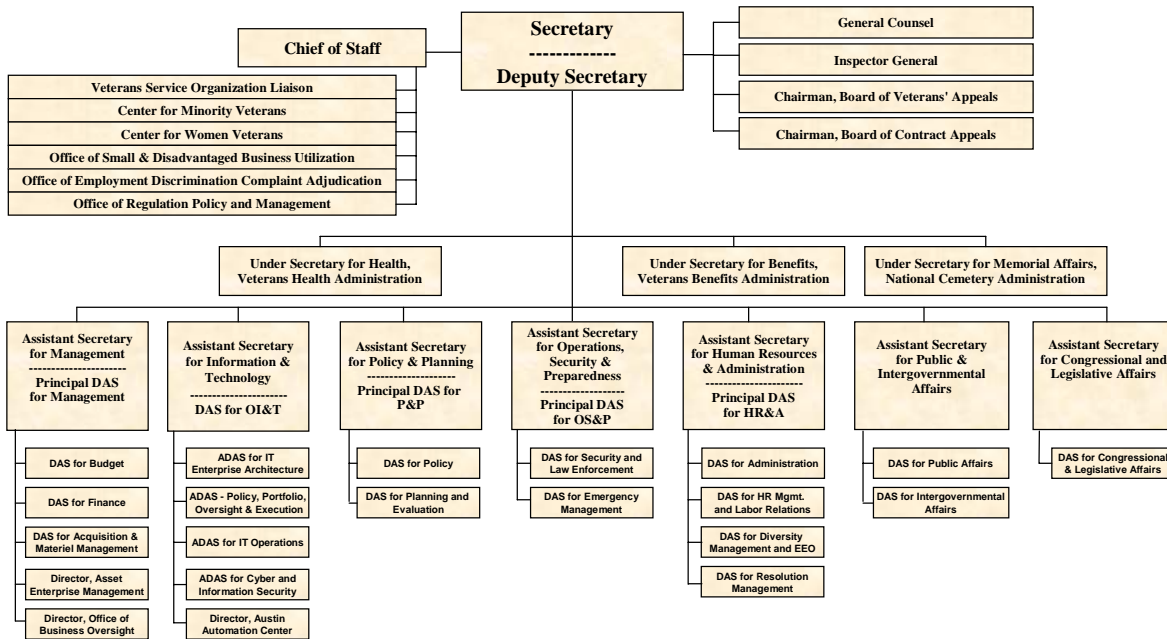 Secretary
-------------
Deputy Secretary
Chief of Staff
Veterans Service Organization Liaison
Center for Minority Veterans
Center for Women Veterans
Office of Small & Disadvantaged Business Utilization
Office of Employment Discrimination Complaint Adjudication
Office of Regulation Policy and Management
General Counsel
Inspector General
Chairman, Board of Veterans' Appeals
Chairman, Board of Contract Appeals
Under Secretary for Health,
Veterans Health Administration
Under Secretary for Benefits,
Veterans Benefits Administration
Under Secretary for Memorial Affairs,
National Cemetery Administration
Assistant Secretary
for Management
----------------------
Principal DAS
for Management
DAS for Budget
DAS for Finance
DAS for Acquisition &
Materiel Management
Director, Asset
Enterprise Management
Director, Office of
Business Oversight
Assistant Secretary
for Information &
Technology
----------------------
DAS for OI&T
ADAS for IT
Enterprise Architecture
ADAS - Policy, Portfolio,
Oversight & Execution
ADAS for IT Operations
ADAS for Cyber and
Information Security
Director, Austin
Automation Center
Assistant Secretary
for Policy & Planning
--------------------
Principal DAS for
P&P
DAS for Policy
DAS for Planning and
Evaluation
Assistant Secretary
for Operations,
Security &
Preparedness
--------------------
Principal DAS
for OS&P
DAS for Security and
Law Enforcement
DAS for Emergency
Management
Assistant Secretary
for Human Resources
& Administration
----------------------
Principal DAS
for HR&A
DAS for Administration
DAS for HR Mgmt.
and Labor Relations
DAS for Diversity
Management and EEO
DAS for Resolution
Management
Assistant Secretary
for Public &
Intergovernmental
Affairs
DAS for Public Affairs
DAS for Intergovernmental
Affairs
Assistant Secretary
for Congressional and
Legislative Affairs
DAS for Congressional
& Legislative Affairs